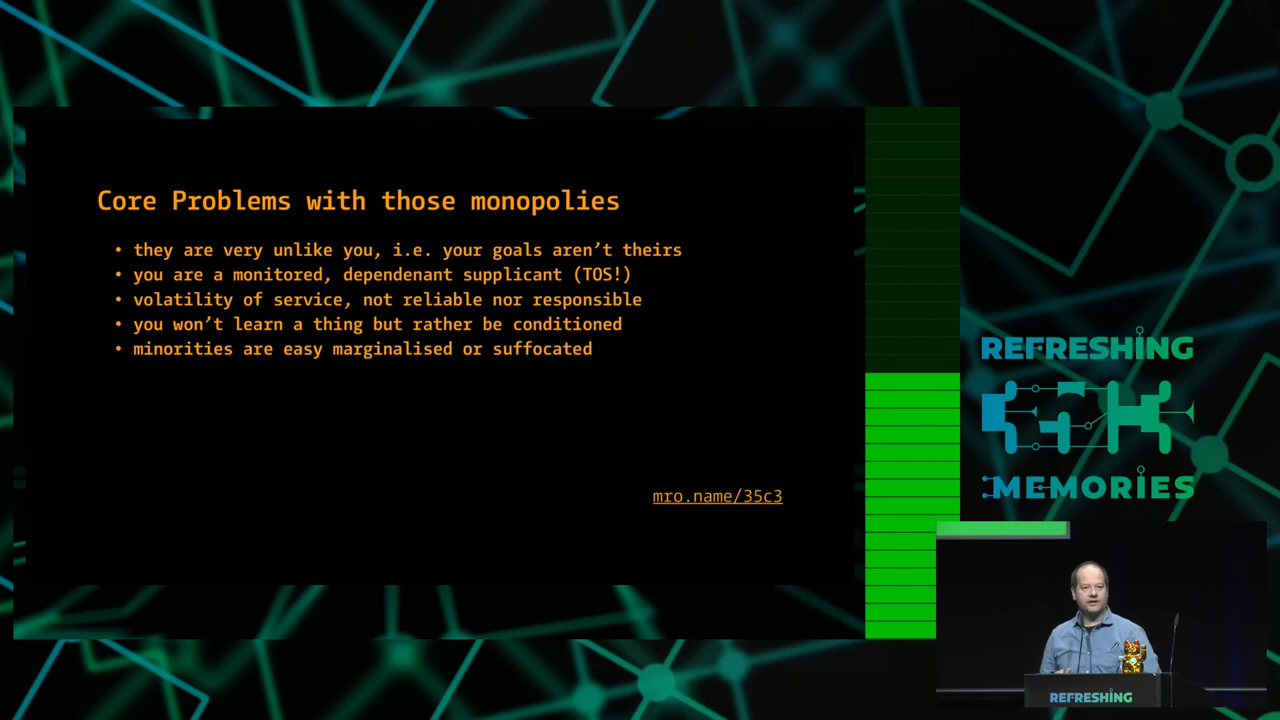 Core Problems with those monopolies
• they are very unlike you, i.e. your goals aren’t theirs
• you are a monitored, dependenant supplicant (TOS!)
• volatility of service, not reliable nor responsible
• you won’t learn a thing but rather be conditioned
• minorities are easy marginalised or suffocated
mro.name/35c3
REFRESHING
MEMORIES
REFRESHING